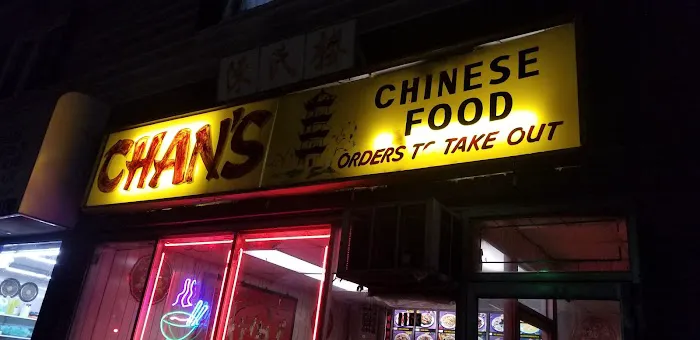 CHAN'S
CHINESE
FOOD
ORDERS TO TAKE OUT